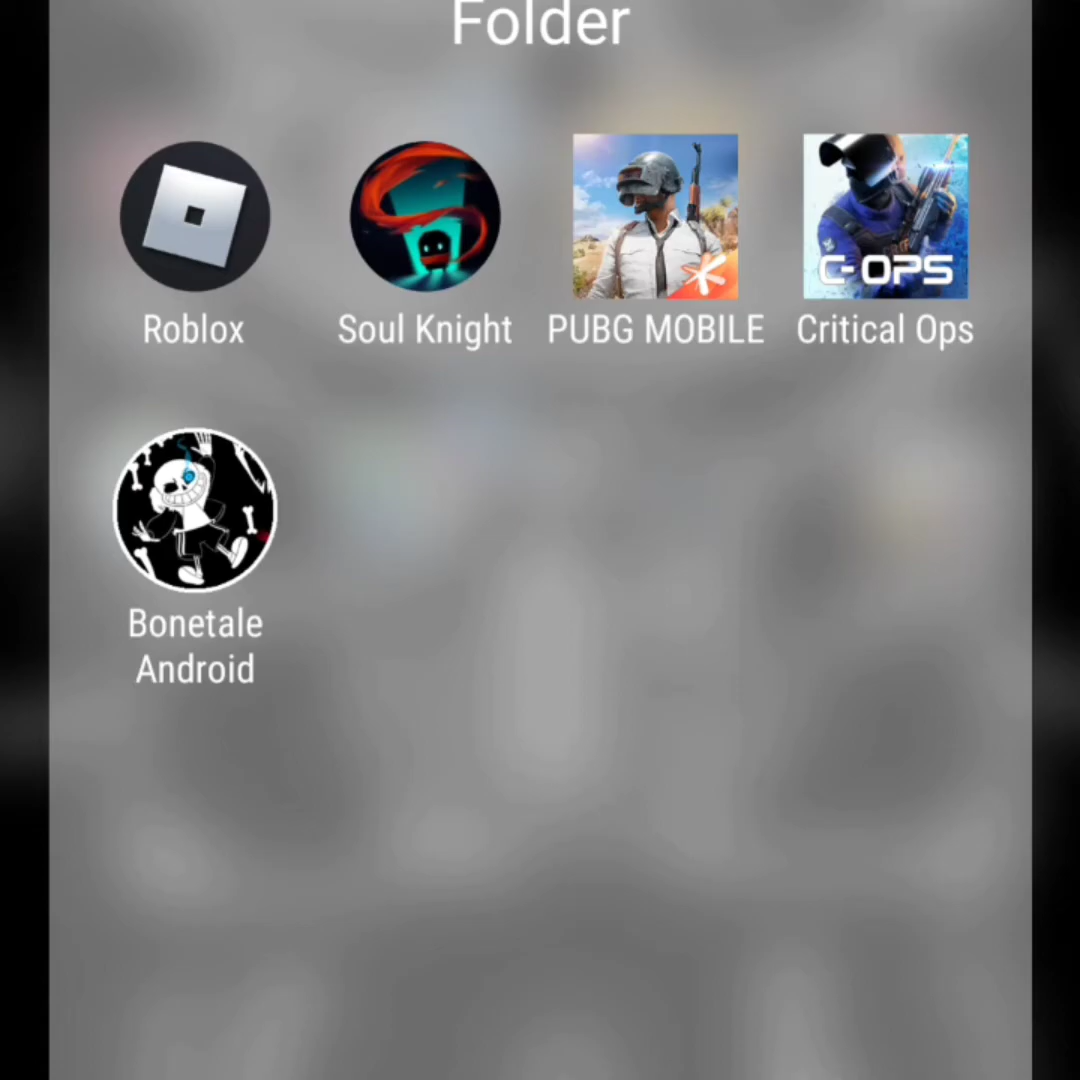 Folder
C-OPS
Roblox
Soul Knight
PUBG MOBILE
Critical Ops
Bonetale
Android